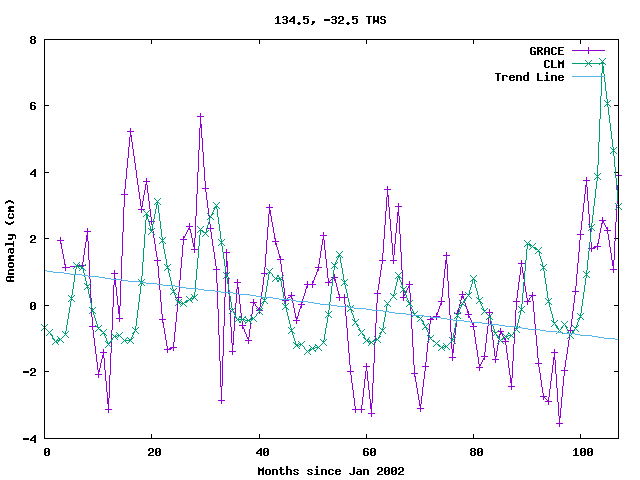 134.5, -32.5 TWS
GRACE
CLM
Trend Line
8
6
4
2
0
-2
-4
Anomaly (cm)
0 20 40 60 80 100
Months since Jan 2002